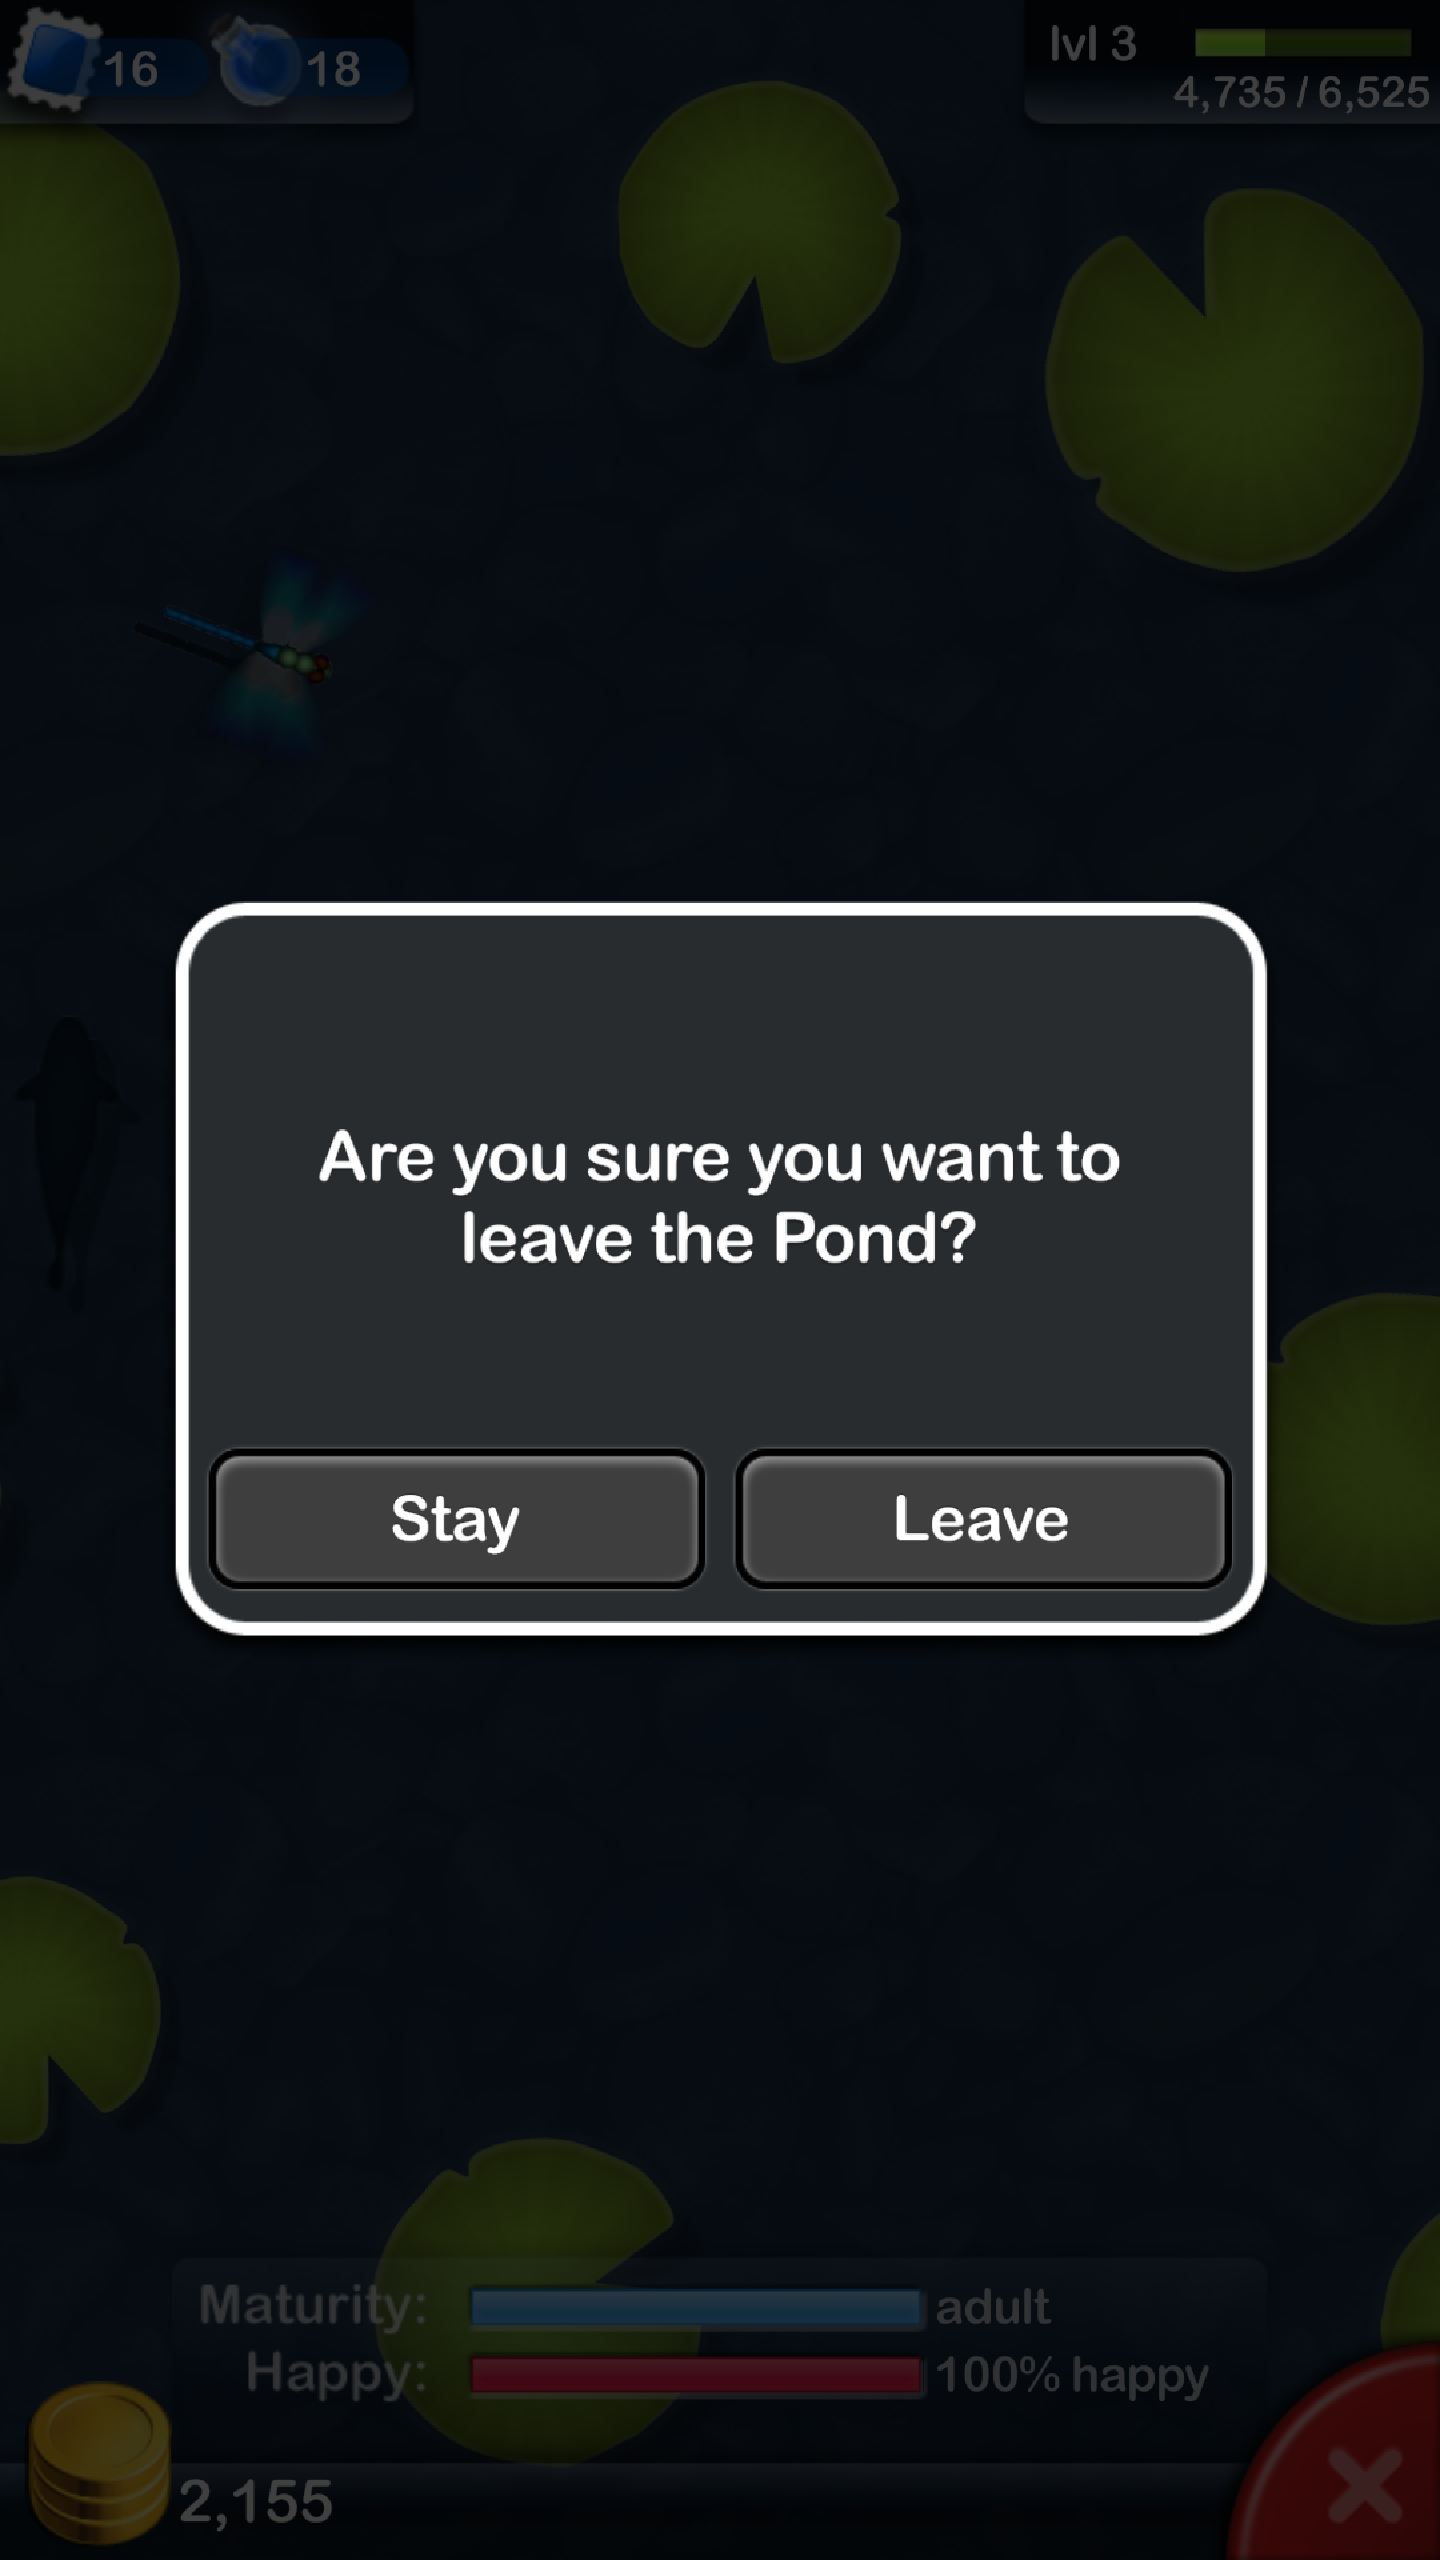 16
18
lvl 3
4,735 / 6,525
Are you sure you want to
leave the Pond?
Stay
Leave
Maturity:
adult
Happy:
100% happy
2,155